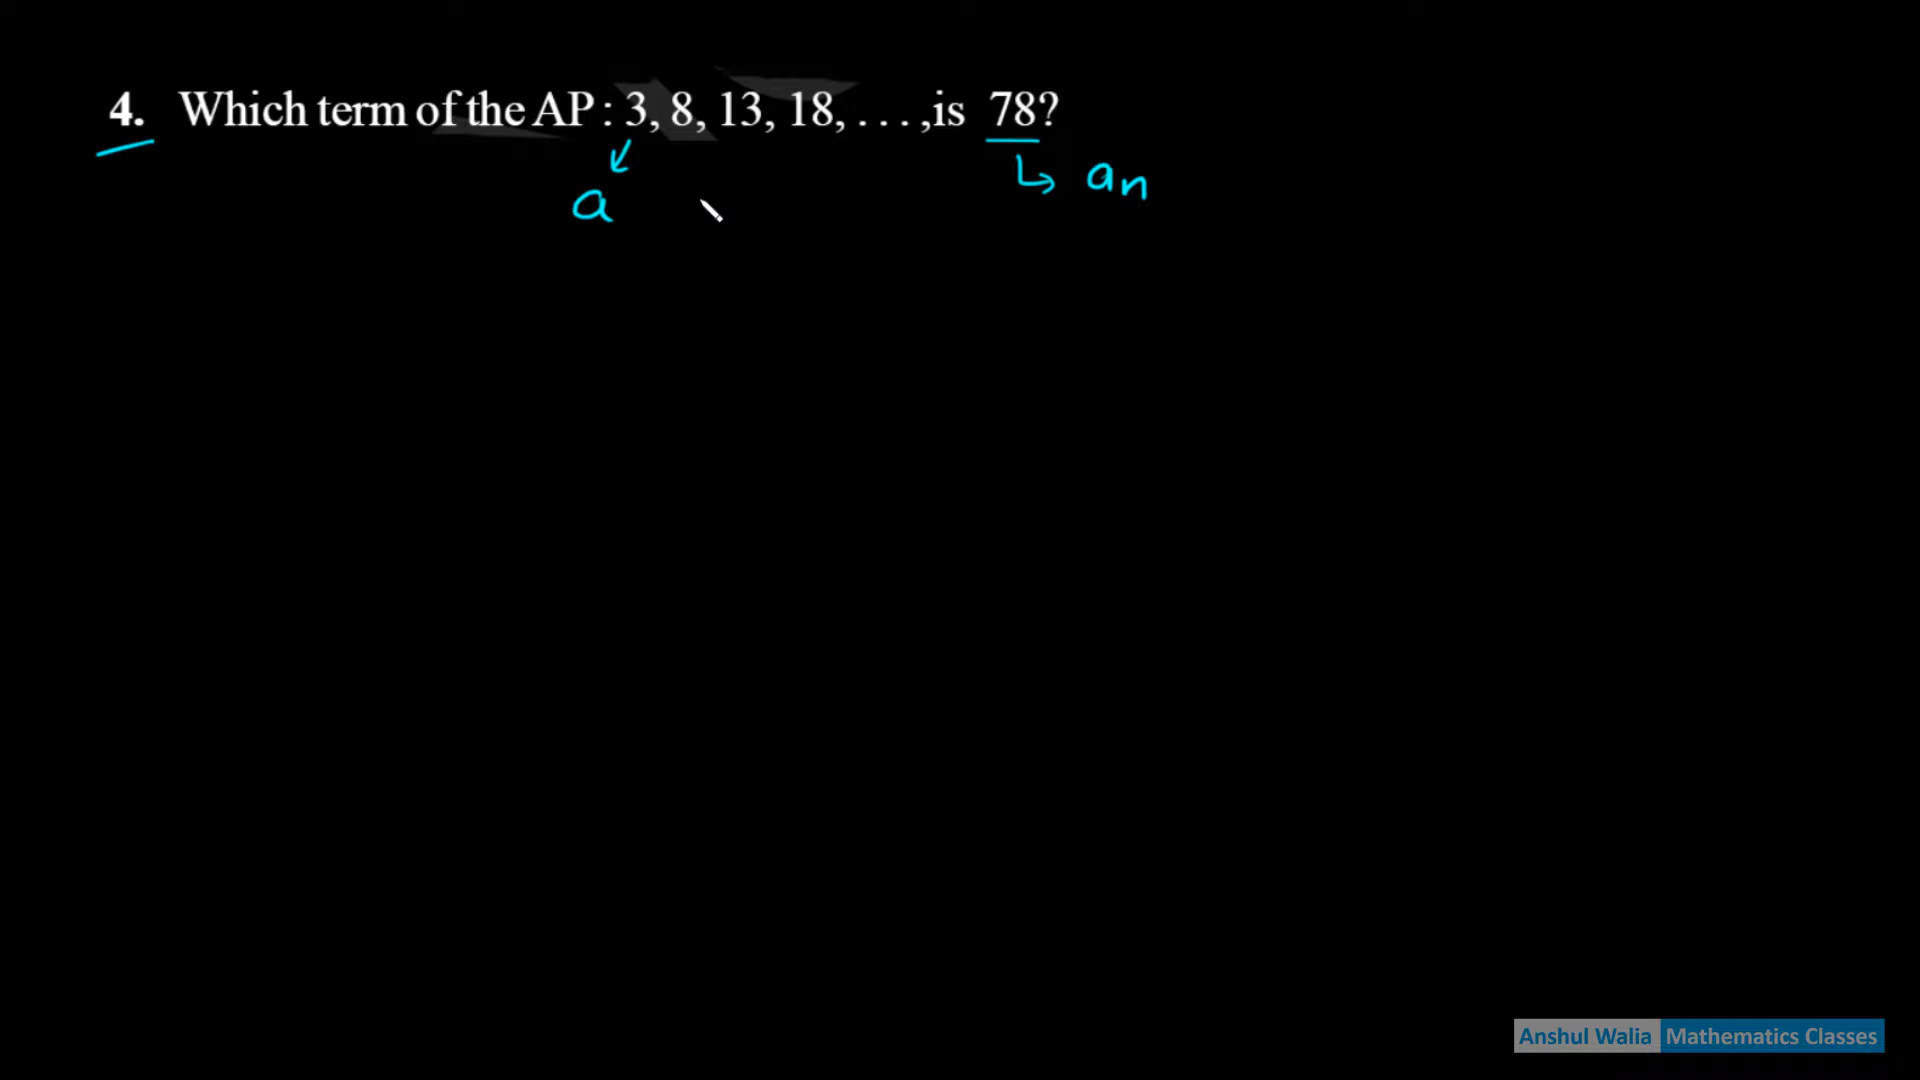 4. Which term of the AP : 3, 8, 13, 18, . . . ,is 78?
a
an
Anshul Walia Mathematics Classes